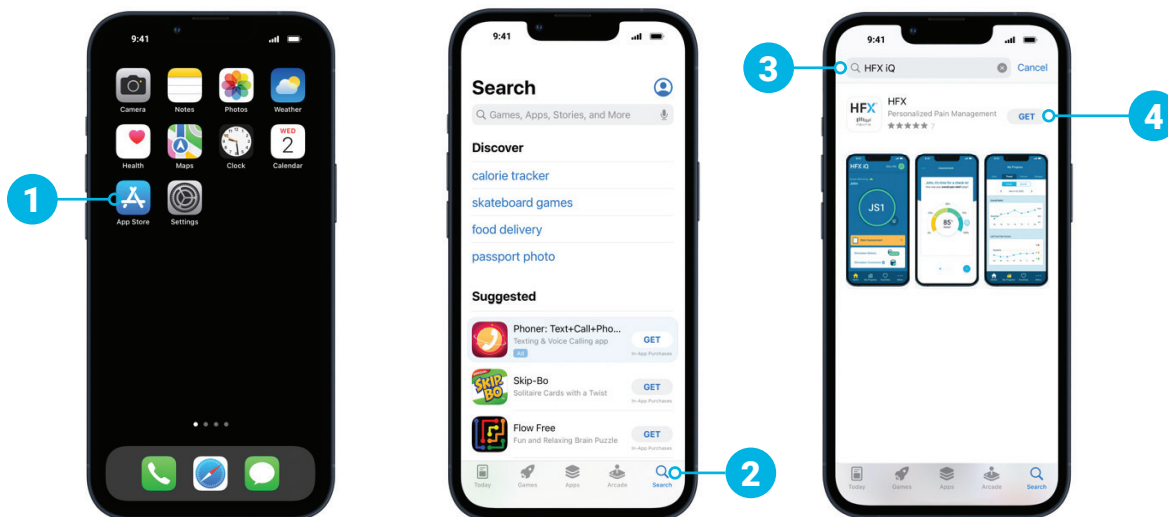 9:41
Camera
Notes
Photos
Weather
WED
2
Health
Maps
Clock
Calendar
1
App Store
Settings
9:41
Search
Games, Apps, Stories, and More
Discover
calorie tracker
skateboard games
food delivery
passport photo
Suggested
Phoner: Text+Call+Pho...
Texting & Voice Calling app
Ad
GET
In-App Purchases
SKIP BO
Skip-Bo
Solitaire Cards with a Twist
GET
In-App Purchases
Flow Free
Fun and Relaxing Brain Puzzle
GET
In-App Purchases
Today
Games
Apps
Arcade
Search
2
9:41
3
HFX iQ
Cancel
HFX
HFX
Personalized Pain Management
GET
4
HFX iQ
JS1
85
Today
Games
Apps
Arcade
Search